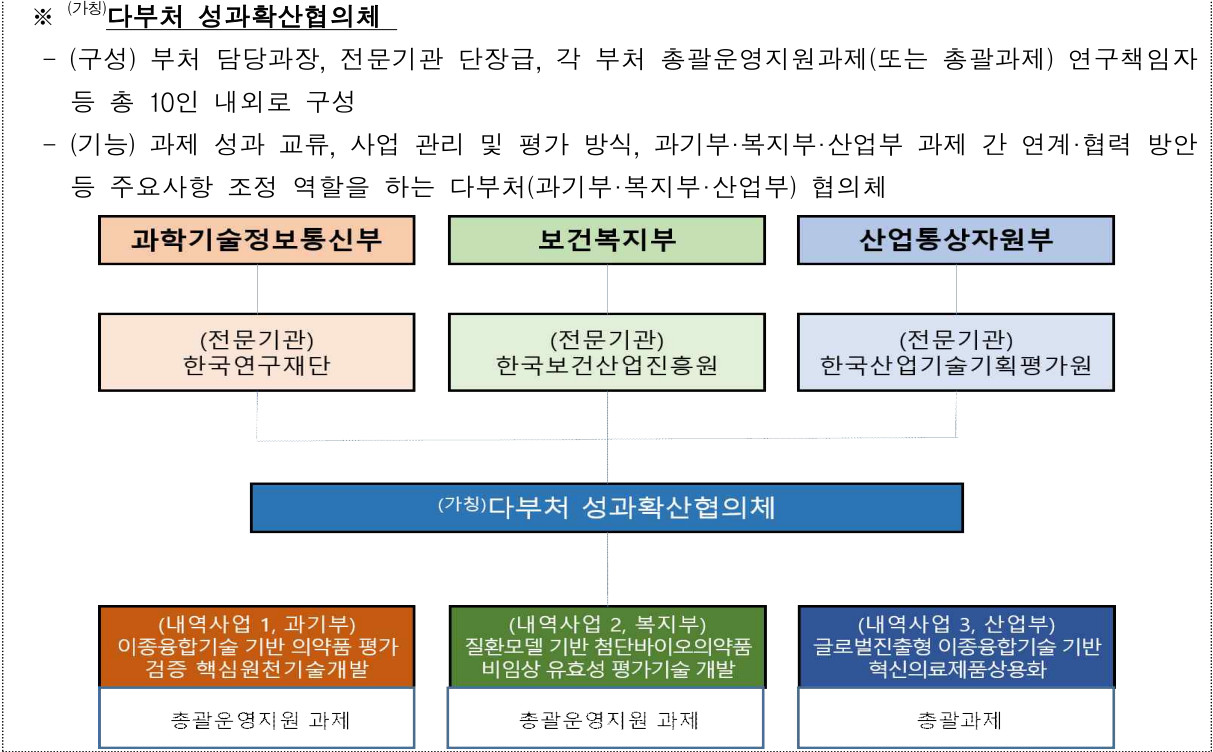 ※ (가칭)다부처 성과확산협의체
- (구성) 부처 담당과장, 전문기관 단장급, 각 부처 총괄운영지원과제(또는 총괄과제) 연구책임자
등 총 10인 내외로 구성
- (기능) 과제 성과 교류, 사업 관리 및 평가 방식, 과기부·복지부·산업부 과제 간 연계·협력 방안
등 주요사항 조정 역할을 하는 다부처(과기부·복지부·산업부) 협의체
과학기술정보통신부
보건복지부
산업통상자원부
(전문기관)
한국연구재단
(전문기관)
한국보건산업진흥원
(전문기관)
한국산업기술기획평가원
(가칭)다부처 성과확산협의체
(내역사업 1, 과기부)
이종융합기술 기반 의약품 평가
검증 핵심원천기술개발
총괄운영지원 과제
(내역사업 2, 복지부)
질환모델 기반 첨단바이오의약품
비임상 유효성 평가기술 개발
총괄운영지원 과제
(내역사업 3, 산업부)
글로벌진출형 이종융합기술 기반
혁신의료제품상용화
총괄과제